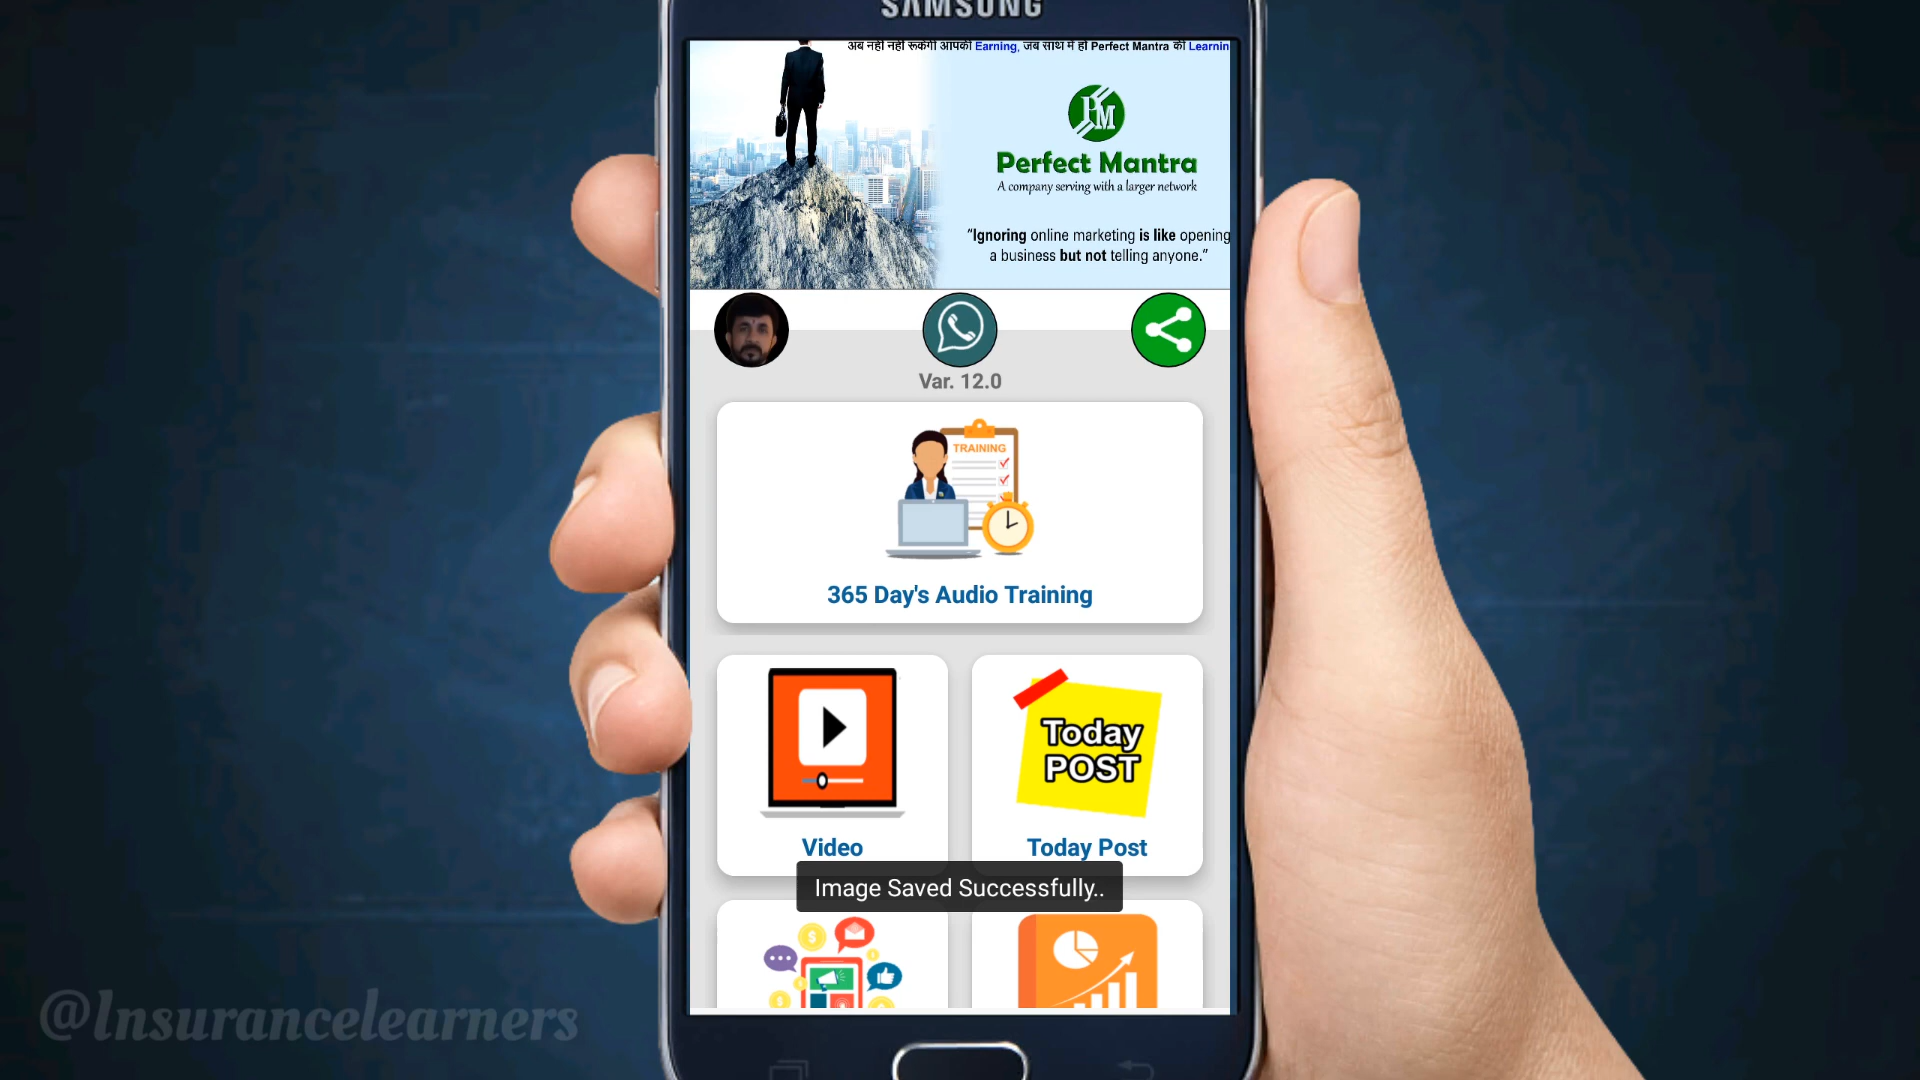 SAMSUNG
अब नही नही रूकेगी आपकी Earning, जब साथ में हो Perfect Mantra की Learnin
PM
Perfect Mantra
A company serving with a larger network
“Ignoring online marketing is like opening
a business but not telling anyone.”
Var. 12.0
TRAINING
365 Day's Audio Training
Today
POST
Video
Today Post
Image Saved Successfully..
@Insurancelearners